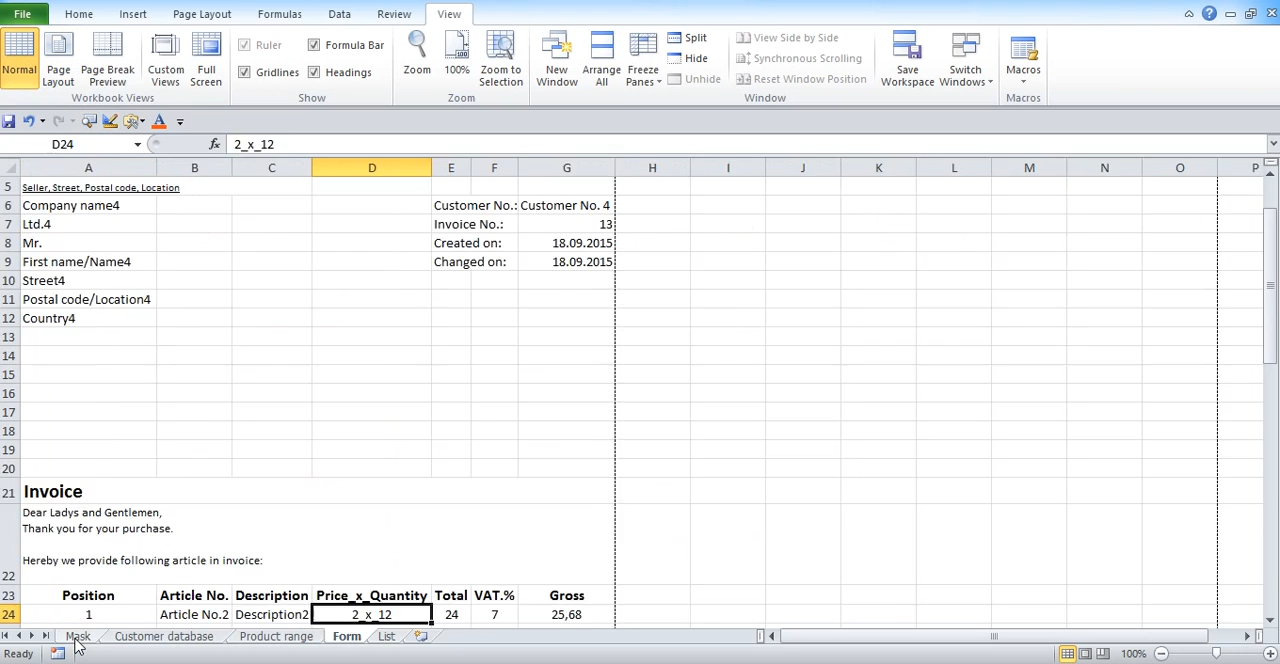 File Home Insert Page Layout Formulas Data Review View
Normal Page Layout Page Break Preview Custom Views Full Screen
Workbook Views
Ruler Formula Bar
Gridlines Headings
Show
Zoom 100% Zoom to Selection
Zoom
New Window Arrange All Freeze Panes
Split
Hide
Unhide
View Side by Side
Synchronous Scrolling
Reset Window Position
Window
Save Workspace Switch Windows
Macros
Macros
D24 fx 2_x_12
A B C D E F G H I J K L M N O P
5 Seller, Street, Postal code, Location
6 Company name4 Customer No.: Customer No. 4
7 Ltd.4 Invoice No.: 13
8 Mr. Created on: 18.09.2015
9 First name/Name4 Changed on: 18.09.2015
10 Street4
11 Postal code/Location4
12 Country4
13
14
15
16
17
18
19
20
21 Invoice
Dear Ladys and Gentlemen,
Thank you for your purchase.
Hereby we provide following article in invoice:
22
23 Position Article No. Description Price_x_Quantity Total VAT.% Gross
24 1 Article No.2 Description2 2_x_12 24 7 25,68
Mask Customer database Product range Form List
Ready 100%